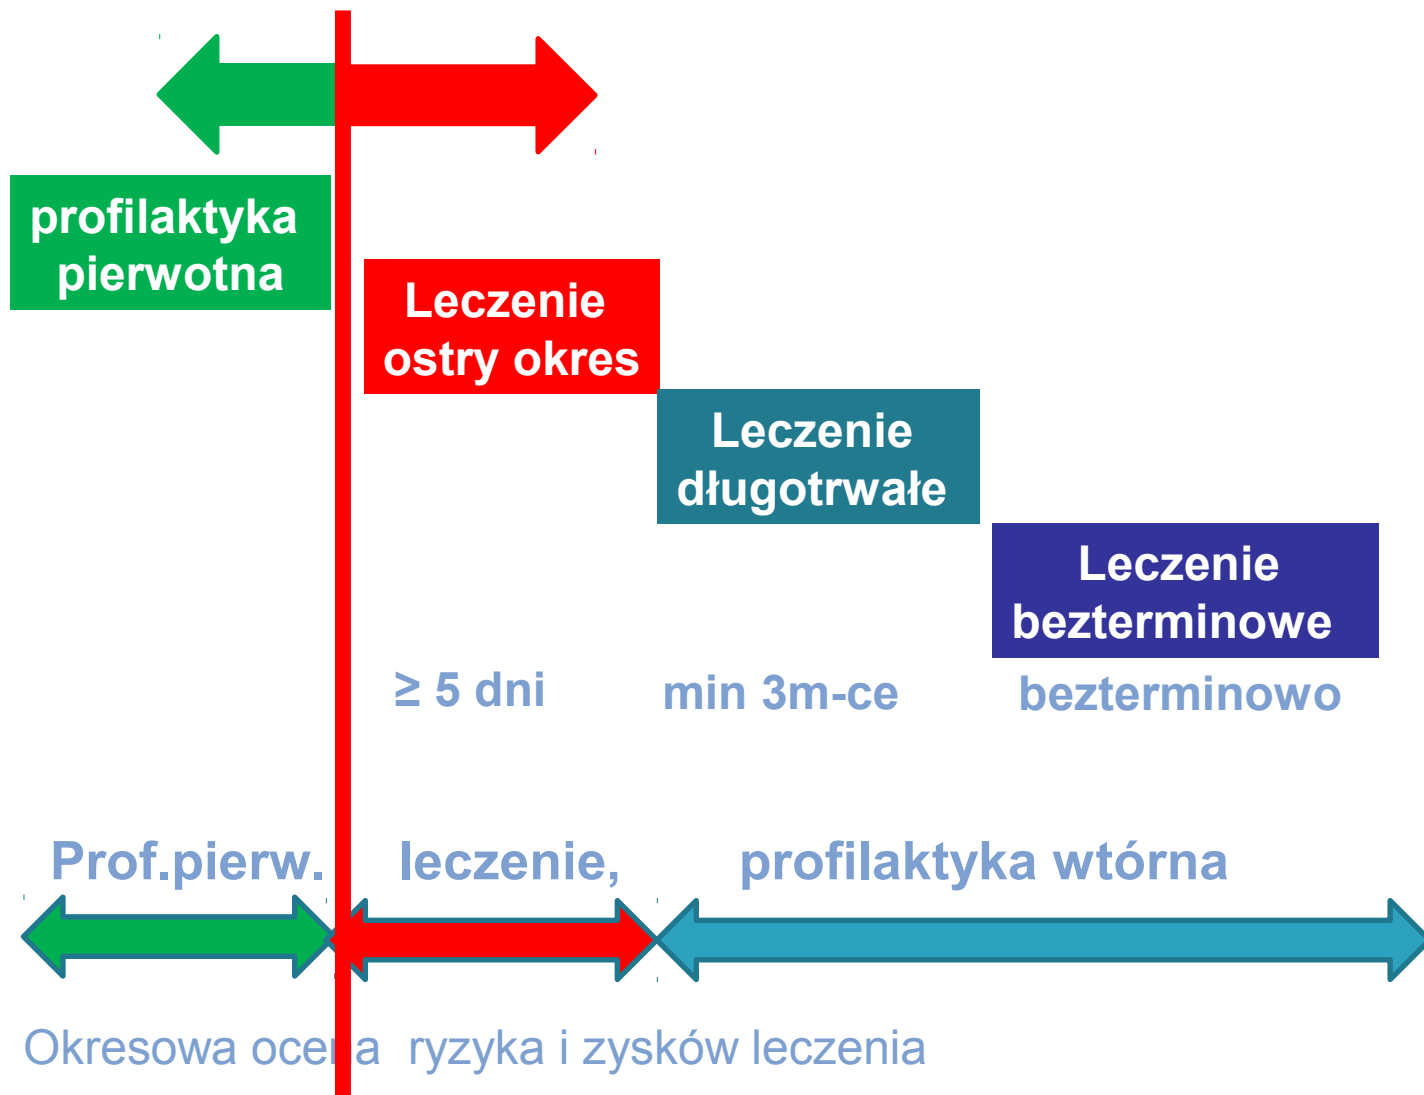 profilaktyka
pierwotna
Leczenie
ostry okres
Leczenie
długotrwałe
Leczenie
bezterminowe
≥ 5 dni
min 3m-ce
bezterminowo
Prof.pierw.
leczenie,
profilaktyka wtórna
Okresowa ocena ryzyka i zysków leczenia